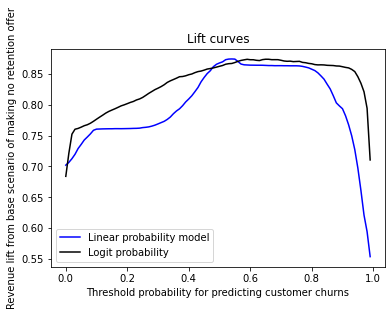 Lift curves
Revenue lift from base scenario of making no retention offer
0.85
0.80
0.75
0.70
0.65
0.60
0.55
Linear probability model
Logit probability
0.0 0.2 0.4 0.6 0.8 1.0
Threshold probability for predicting customer churns